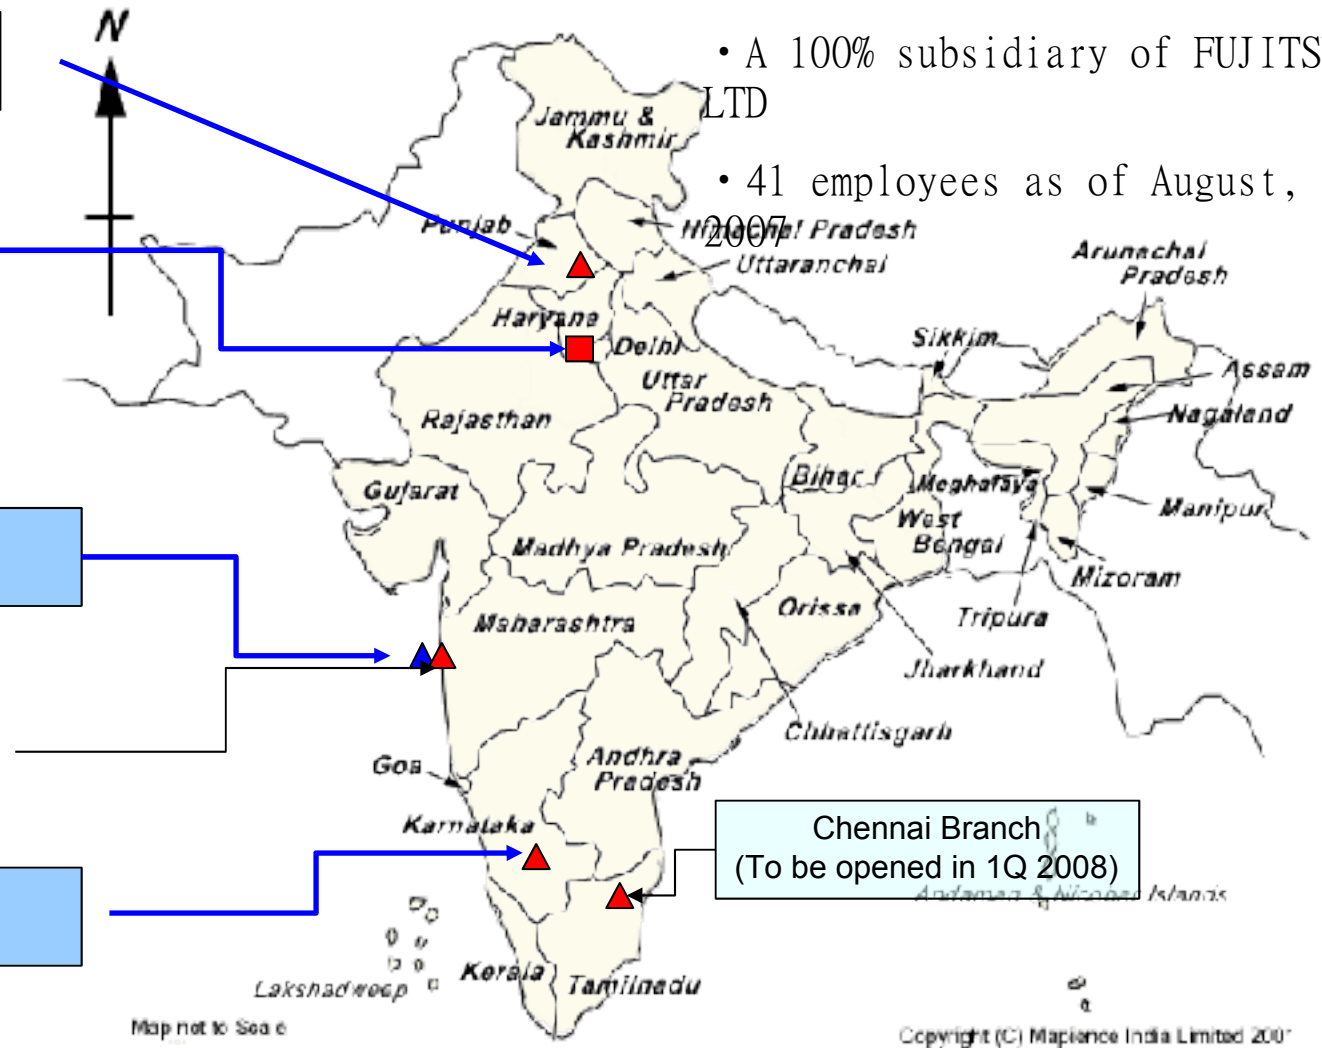 N
・A 100% subsidiary of FUJITS
LTD
・41 employees as of August,
2007
Jammu &
Kashmir
Punjab
Himachal Pradesh
Uttaranchal
Arunachal
Pradesh
Haryana
Delhi
Sikkim
Assam
Uttar
Pradesh
Rajasthan
Nagaland
Gujarat
Bihar
Meghalaya
Manipur
West
Bengal
Madhya Pradesh
Mizoram
Orissa
Tripura
Maharashtra
Jharkhand
Chhattisgarh
Goa
Andhra
Pradesh
Karnataka
Chennai Branch
(To be opened in 1Q 2008)
Andaman & Nicobar Islands
Kerala
Tamilnadu
Lakshadweep
Map not to Scale
Copyright (C) Mapience India Limited 200